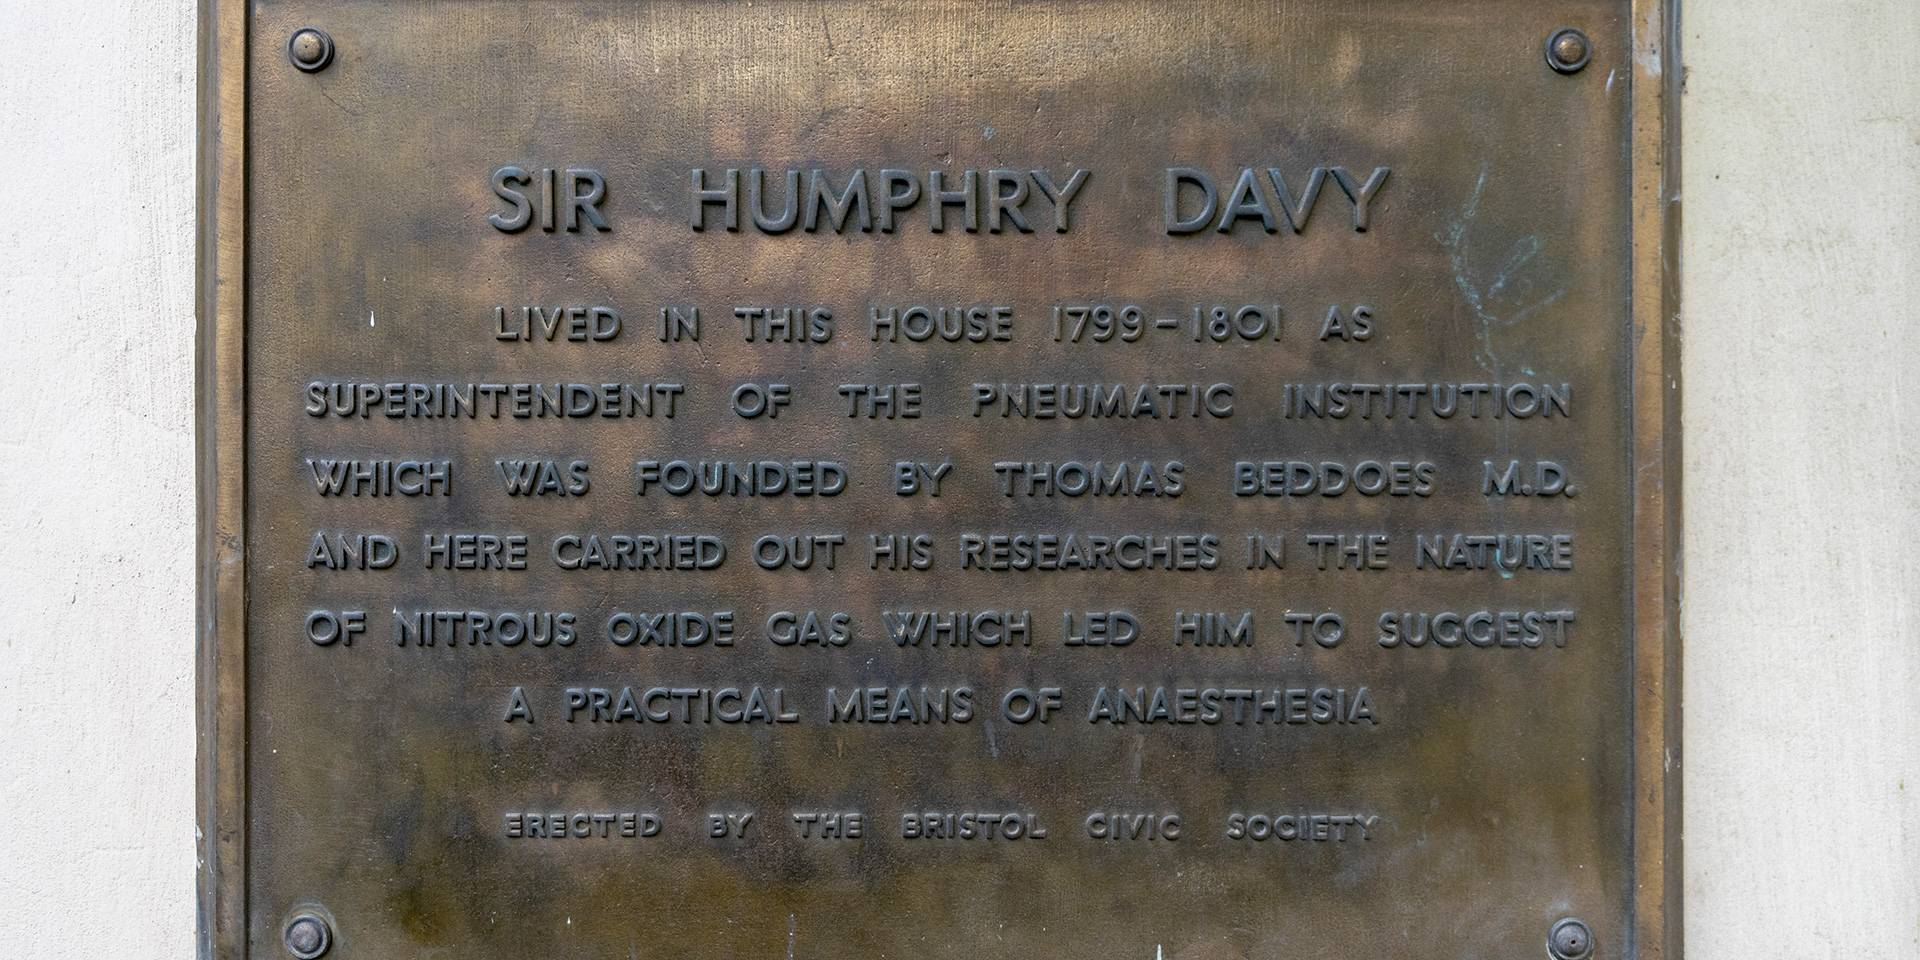 SIR HUMPHRY DAVY
LIVED IN THIS HOUSE 1799-1801 AS
SUPERINTENDENT OF THE PNEUMATIC INSTITUTION
WHICH WAS FOUNDED BY THOMAS BEDDOES M.D.
AND HERE CARRIED OUT HIS RESEARCHES IN THE NATURE
OF NITROUS OXIDE GAS WHICH LED HIM TO SUGGEST
A PRACTICAL MEANS OF ANAESTHESIA
ERECTED BY THE BRISTOL CIVIC SOCIETY